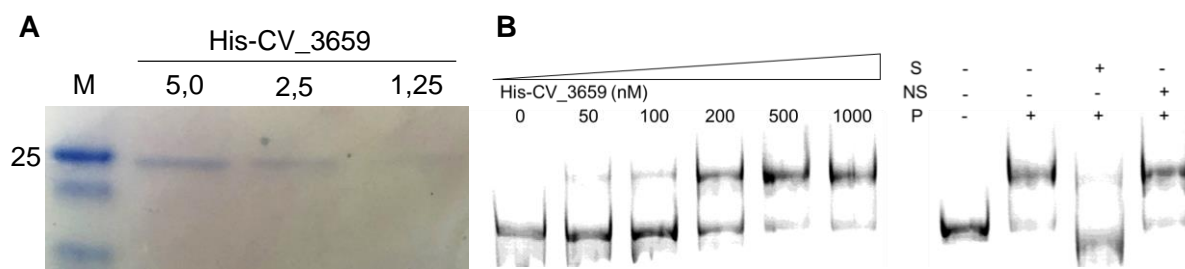 A
His-CV_3659
M 5,0 2,5 1,25
25
B
His-CV_3659 (nM)
0 50 100 200 500 1000
S - - + -
NS - - - +
P - + + +